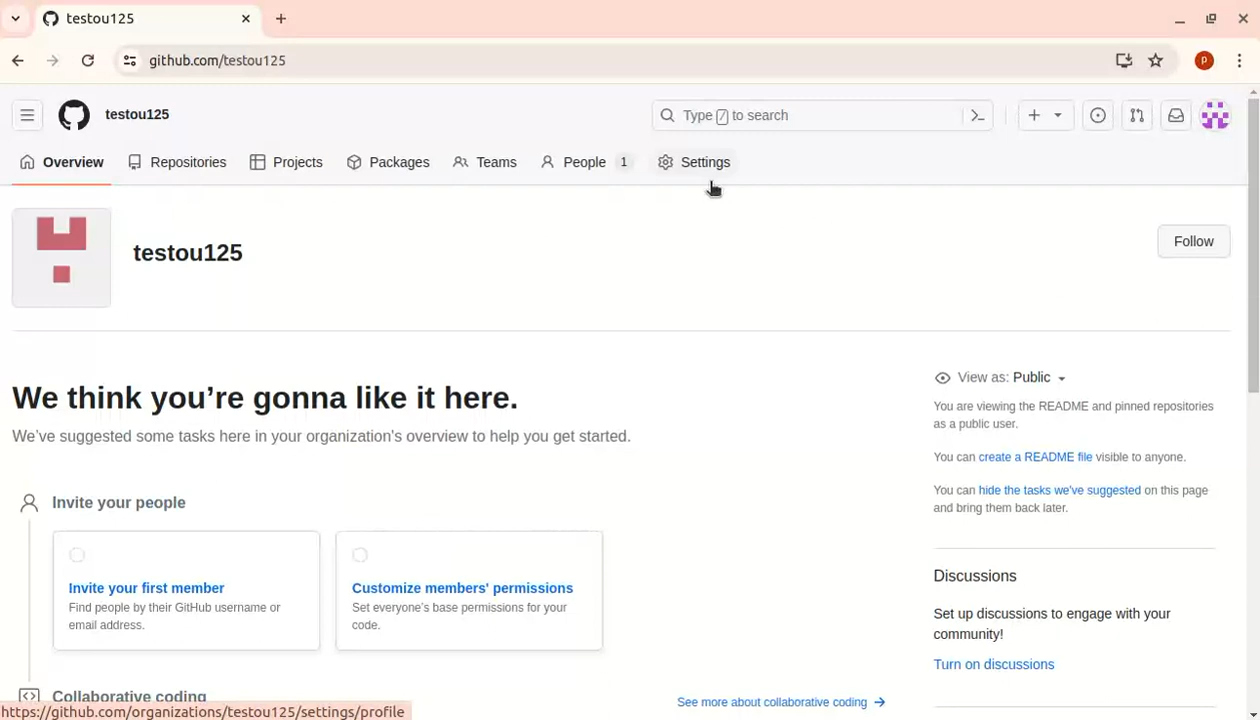 testou125
github.com/testou125
P
testou125
Type / to search
Overview
Repositories
Projects
Packages
Teams
People 1
Settings
testou125
Follow
We think you're gonna like it here.
We've suggested some tasks here in your organization's overview to help you get started.
View as: Public
You are viewing the README and pinned repositories
as a public user.
You can create a README file visible to anyone.
You can hide the tasks we've suggested on this page
and bring them back later.
Invite your people
Invite your first member
Find people by their GitHub username or
email address.
Customize members' permissions
Set everyone's base permissions for your
code.
Discussions
Set up discussions to engage with your
community!
Turn on discussions
Collaborative coding
See more about collaborative coding →
https://github.com/organizations/testou125/settings/profile